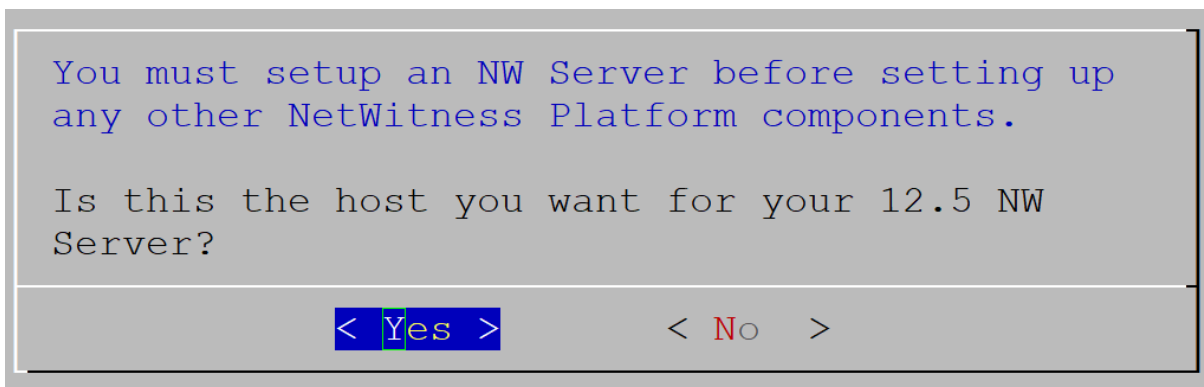 You must setup an NW Server before setting up
any other NetWitness Platform components.
Is this the host you want for your 12.5 NW
Server?
< Yes > < No >